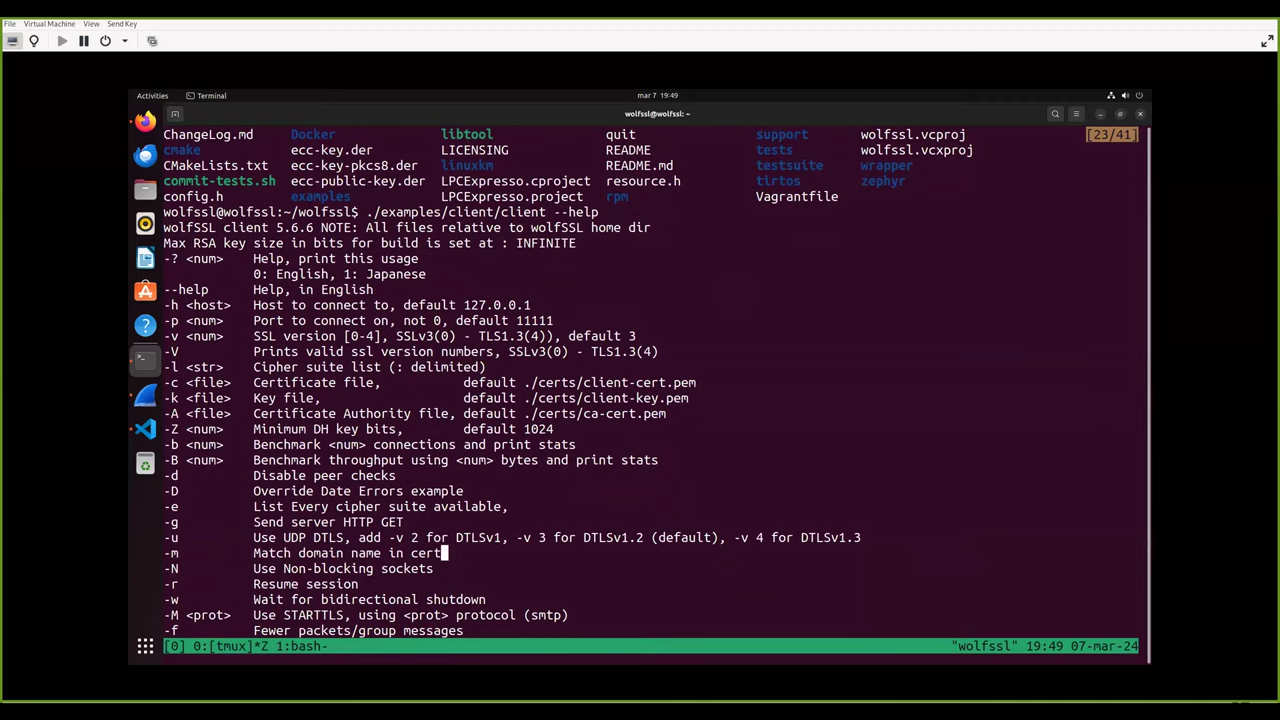 File Virtual Machine View Send Key
Activities Terminal mar 7 19:49
wolfssl@wolfssl: ~
ChangeLog.md Docker libtool quit support wolfssl.vcproj [23/41]
cmake ecc-key.der LICENSING README tests wolfssl.vcxproj
CMakeLists.txt ecc-key-pkcs8.der linuxkm README.md testsuite wrapper
commit-tests.sh ecc-public-key.der LPCExpresso.cproject resource.h tirtos zephyr
config.h examples LPCExpresso.project rpm Vagrantfile
wolfssl@wolfssl:~/wolfssl$ ./examples/client/client --help
wolfSSL client 5.6.6 NOTE: All files relative to wolfSSL home dir
Max RSA key size in bits for build is set at : INFINITE
-? <num> Help, print this usage
0: English, 1: Japanese
--help Help, in English
-h <host> Host to connect to, default 127.0.0.1
-p <num> Port to connect on, not 0, default 11111
-v <num> SSL version [0-4], SSLv3(0) - TLS1.3(4)), default 3
-V Prints valid ssl version numbers, SSLv3(0) - TLS1.3(4)
-l <str> Cipher suite list (: delimited)
-c <file> Certificate file, default ./certs/client-cert.pem
-k <file> Key file, default ./certs/client-key.pem
-A <file> Certificate Authority file, default ./certs/ca-cert.pem
-Z <num> Minimum DH key bits, default 1024
-b <num> Benchmark <num> connections and print stats
-B <num> Benchmark throughput using <num> bytes and print stats
-d Disable peer checks
-D Override Date Errors example
-e List Every cipher suite available,
-g Send server HTTP GET
-u Use UDP DTLS, add -v 2 for DTLSv1, -v 3 for DTLSv1.2 (default), -v 4 for DTLSv1.3
-m Match domain name in cert
-N Use Non-blocking sockets
-r Resume session
-w Wait for bidirectional shutdown
-M <prot> Use STARTTLS, using <prot> protocol (smtp)
-f Fewer packets/group messages
[0] 0:[tmux]*Z 1:bash- "wolfssl" 19:49 07-mar-24